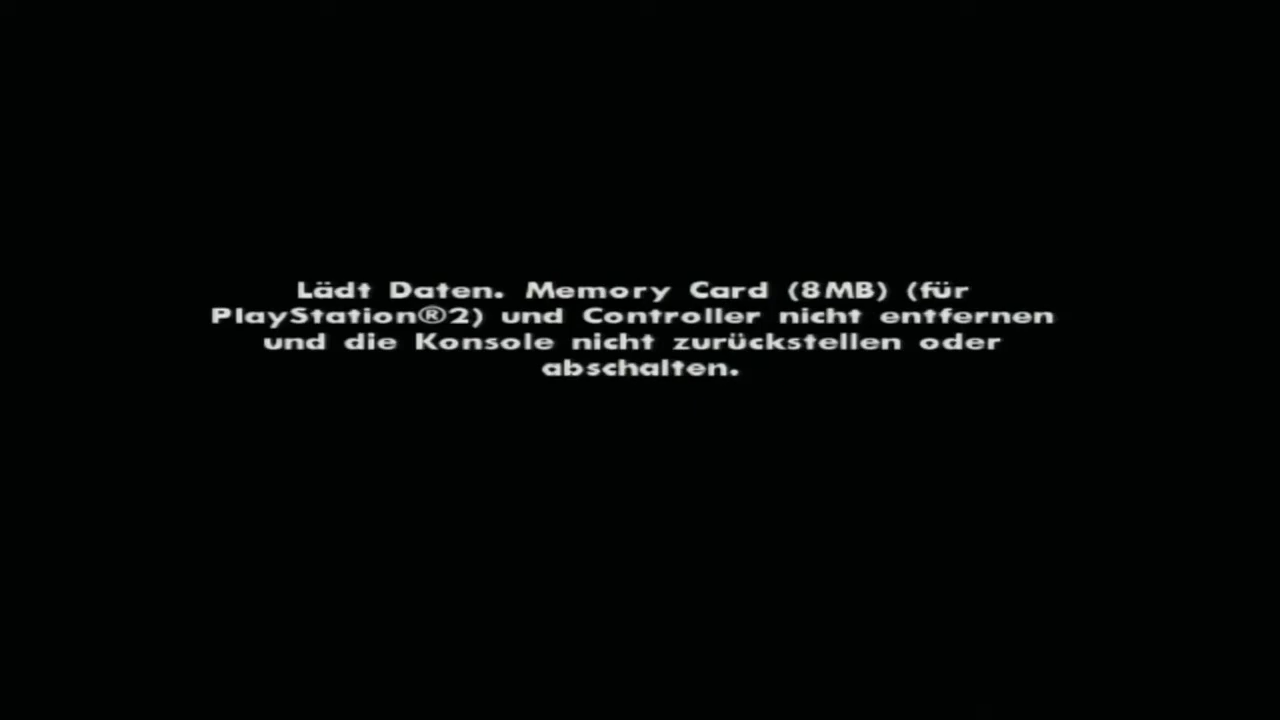 Lädt Daten. Memory Card (8MB) (für
PlayStation®2) und Controller nicht entfernen
und die Konsole nicht zurückstellen oder
abschalten.